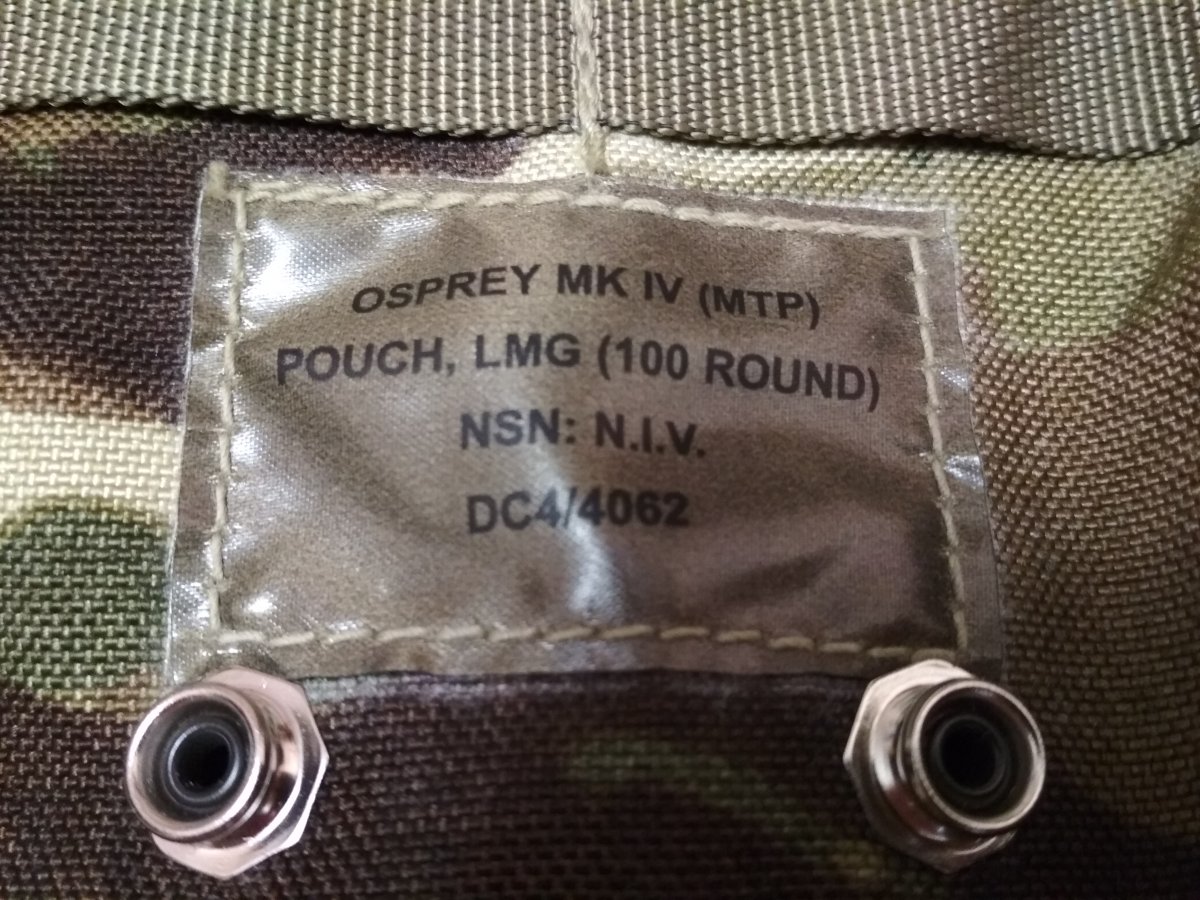 OSPREY MK IV (MTP)
POUCH, LMG (100 ROUND)
NSN: N.I.V.
DC4/4062